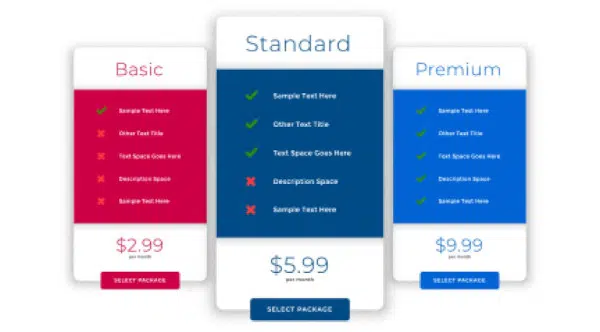 Basic
Sample Text Here
Other Text Title
Text Space Goes Here
Description Space
Sample Text Here
$2.99
per month
SELECT PACKAGE
Standard
Sample Text Here
Other Text Title
Text Space Goes Here
Description Space
Sample Text Here
$5.99
per month
SELECT PACKAGE
Premium
Sample Text Here
Other Text Title
Text Space Goes Here
Description Space
Sample Text Here
$9.99
per month
SELECT PACKAGE